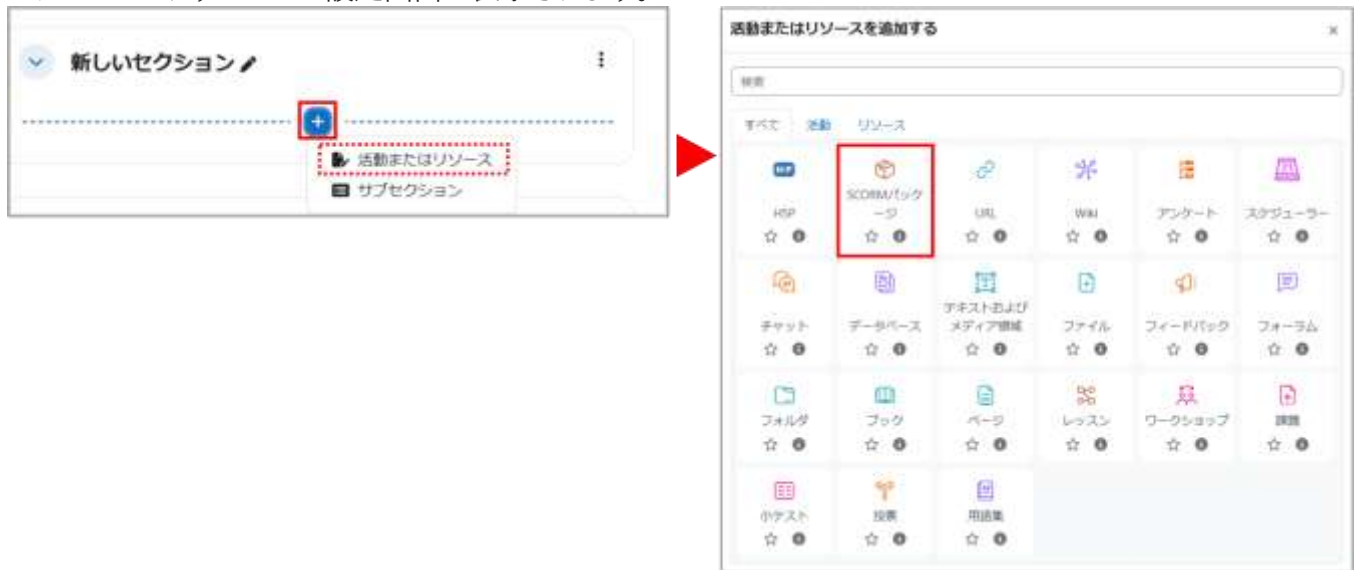 新しいセクション
活動またはリソース
サブセクション
活動またはリソースを追加する
検索
すべて 活動 リソース
H5P
SCORMパッケ
ージ
URL
Wiki
アンケート
スケジューラー
チャット
データベース
テキストおよび
メディア領域
ファイル
フィードバック
フォーラム
フォルダ
ブック
ページ
レッスン
ワークショップ
課題
小テスト
投票
用語集